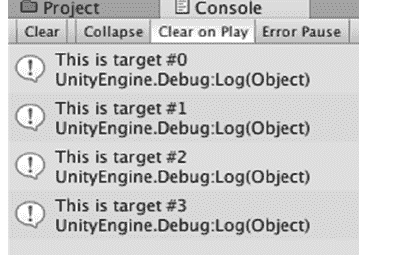 Project Console
Clear Collapse Clear on Play Error Pause
This is target #0
UnityEngine.Debug:Log(Object)
This is target #1
UnityEngine.Debug:Log(Object)
This is target #2
UnityEngine.Debug:Log(Object)
This is target #3
UnityEngine.Debug:Log(Object)